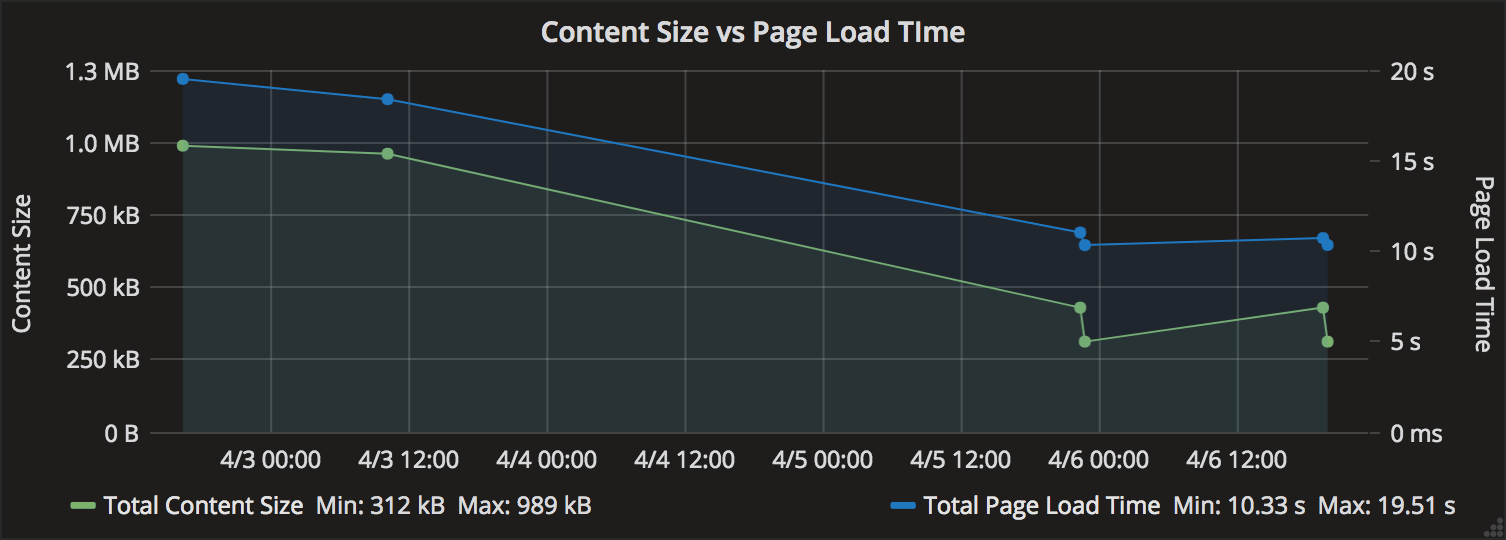 Content Size vs Page Load TIme
1.3 MB
1.0 MB
750 kB
500 kB
250 kB
0 B
Content Size
20 s
15 s
10 s
5 s
0 ms
Page Load Time
4/3 00:00 4/3 12:00 4/4 00:00 4/4 12:00 4/5 00:00 4/5 12:00 4/6 00:00 4/6 12:00
Total Content Size Min: 312 kB Max: 989 kB
Total Page Load Time Min: 10.33 s Max: 19.51 s